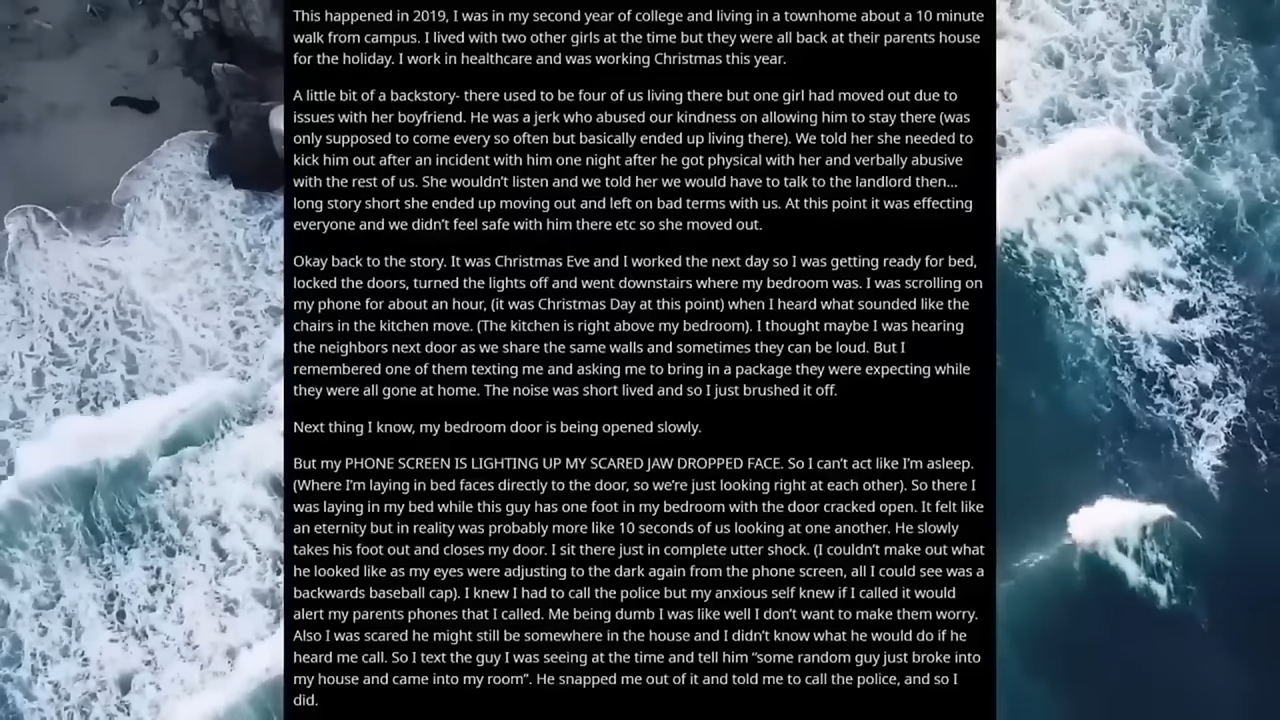 This happened in 2019, I was in my second year of college and living in a townhome about a 10 minute
walk from campus. I lived with two other girls at the time but they were all back at their parents house
for the holiday. I work in healthcare and was working Christmas this year.
A little bit of a backstory- there used to be four of us living there but one girl had moved out due to
issues with her boyfriend. He was a jerk who abused our kindness on allowing him to stay there (was
only supposed to come every so often but basically ended up living there). We told her she needed to
kick him out after an incident with him one night after he got physical with her and verbally abusive
with the rest of us. She wouldn’t listen and we told her we would have to talk to the landlord then...
long story short she ended up moving out and left on bad terms with us. At this point it was effecting
everyone and we didn’t feel safe with him there etc so she moved out.
Okay back to the story. It was Christmas Eve and I worked the next day so I was getting ready for bed,
locked the doors, turned the lights off and went downstairs where my bedroom was. I was scrolling on
my phone for about an hour, (it was Christmas Day at this point) when I heard what sounded like the
chairs in the kitchen move. (The kitchen is right above my bedroom). I thought maybe I was hearing
the neighbors next door as we share the same walls and sometimes they can be loud. But I
remembered one of them texting me and asking me to bring in a package they were expecting while
they were all gone at home. The noise was short lived and so I just brushed it off.
Next thing I know, my bedroom door is being opened slowly.
But my PHONE SCREEN IS LIGHTING UP MY SCARED JAW DROPPED FACE. So I can’t act like I’m asleep.
(Where I’m laying in bed faces directly to the door, so we’re just looking right at each other). So there I
was laying in my bed while this guy has one foot in my bedroom with the door cracked open. It felt like
an eternity but in reality was probably more like 10 seconds of us looking at one another. He slowly
takes his foot out and closes my door. I sit there just in complete utter shock. (I couldn’t make out what
he looked like as my eyes were adjusting to the dark again from the phone screen, all I could see was a
backwards baseball cap). I knew I had to call the police but my anxious self knew if I called it would
alert my parents phones that I called. Me being dumb I was like well I don’t want to make them worry.
Also I was scared he might still be somewhere in the house and I didn’t know what he would do if he
heard me call. So I text the guy I was seeing at the time and tell him “some random guy just broke into
my house and came into my room”. He snapped me out of it and told me to call the police, and so I
did.